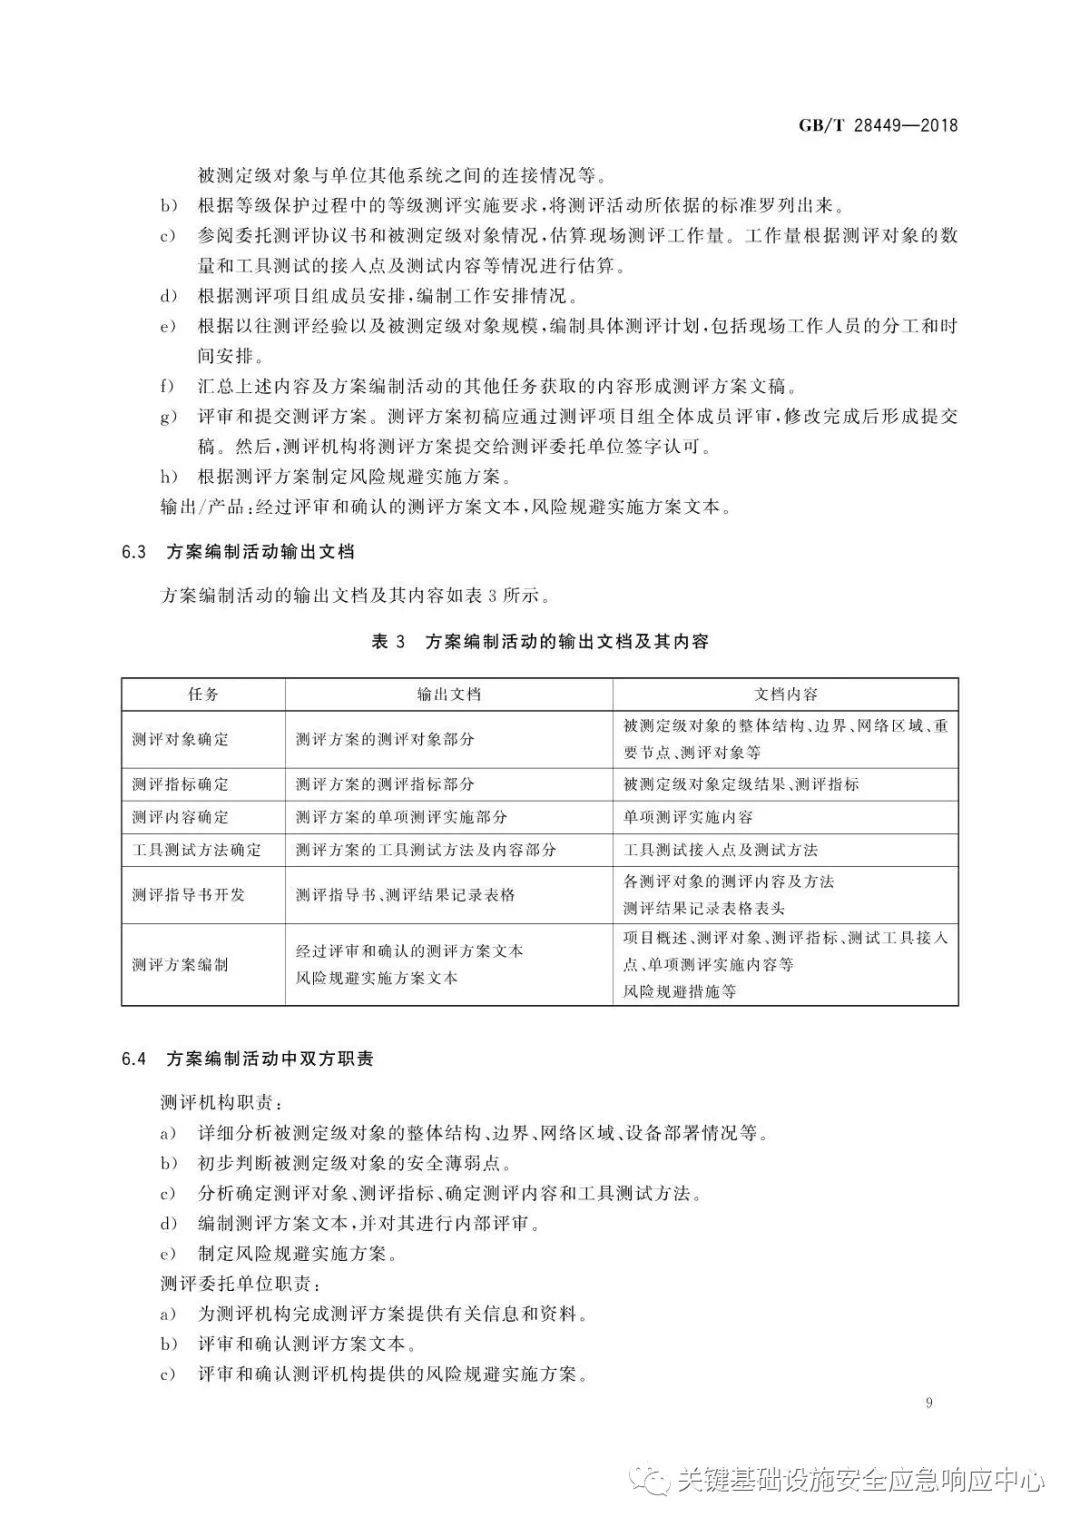 GB/T 28449—2018
被测定级对象与单位其他系统之间的连接情况等。
b) 根据等级保护过程中的等级测评实施要求,将测评活动所依据的标准罗列出来。
c) 参阅委托测评协议书和被测定级对象情况,估算现场测评工作量。工作量根据测评对象的数
量和工具测试的接入点及测试内容等情况进行估算。
d) 根据测评项目组成员安排,编制工作安排情况。
e) 根据以往测评经验以及被测定级对象规模,编制具体测评计划,包括现场工作人员的分工和时
间安排。
f) 汇总上述内容及方案编制活动的其他任务获取的内容形成测评方案文稿。
g) 评审和提交测评方案。测评方案初稿应通过测评项目组全体成员评审,修改完成后形成提交
稿。然后,测评机构将测评方案提交给测评委托单位签字认可。
h) 根据测评方案制定风险规避实施方案。
输出/产品:经过评审和确认的测评方案文本,风险规避实施方案文本。
6.3 方案编制活动输出文档
方案编制活动的输出文档及其内容如表 3 所示。
表 3 方案编制活动的输出文档及其内容
任务 输出文档 文档内容
测评对象确定 测评方案的测评对象部分 被测定级对象的整体结构、边界、网络区域、重
要节点、测评对象等
测评指标确定 测评方案的测评指标部分 被测定级对象定级结果、测评指标
测评内容确定 测评方案的单项测评实施部分 单项测评实施内容
工具测试方法确定 测评方案的工具测试方法及内容部分 工具测试接入点及测试方法
测评指导书开发 测评指导书、测评结果记录表格 各测评对象的测评内容及方法
测评结果记录表格表头
测评方案编制 经过评审和确认的测评方案文本
风险规避实施方案文本 项目概述、测评对象、测评指标、测试工具接入
点、单项测评实施内容等
风险规避措施等
6.4 方案编制活动中双方职责
测评机构职责:
a) 详细分析被测定级对象的整体结构、边界、网络区域、设备部署情况等。
b) 初步判断被测定级对象的安全薄弱点。
c) 分析确定测评对象、测评指标、确定测评内容和工具测试方法。
d) 编制测评方案文本,并对其进行内部评审。
e) 制定风险规避实施方案。
测评委托单位职责:
a) 为测评机构完成测评方案提供有关信息和资料。
b) 评审和确认测评方案文本。
c) 评审和确认测评机构提供的风险规避实施方案。
9
关键基础设施安全应急响应中心